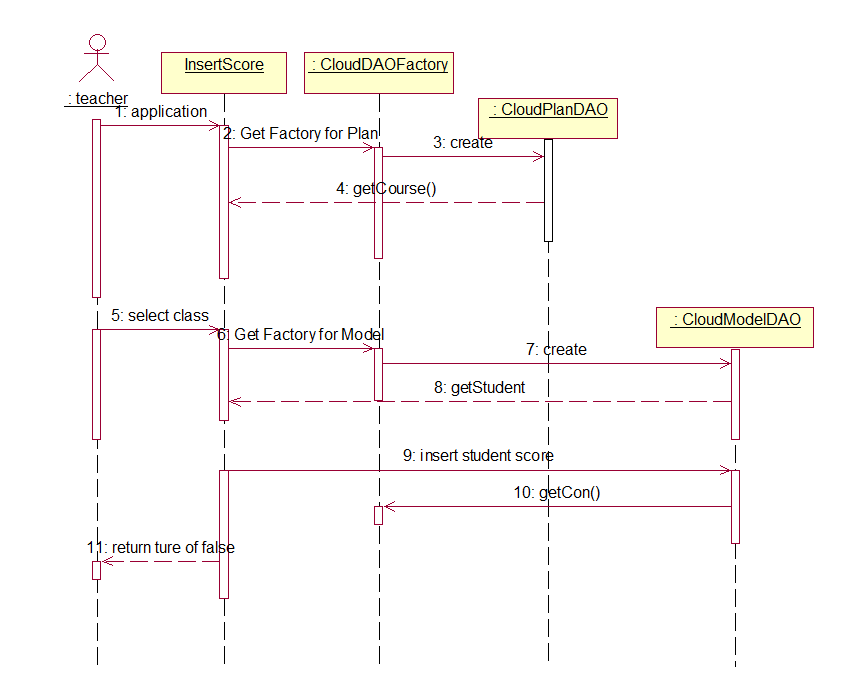 InsertScore
: CloudDAOFactory
: teacher
: CloudPlanDAO
1: application
2: Get Factory for Plan
3: create
4: getCourse()
5: select class
: CloudModelDAO
6: Get Factory for Model
7: create
8: getStudent
9: insert student score
10: getCon()
11: return ture of false